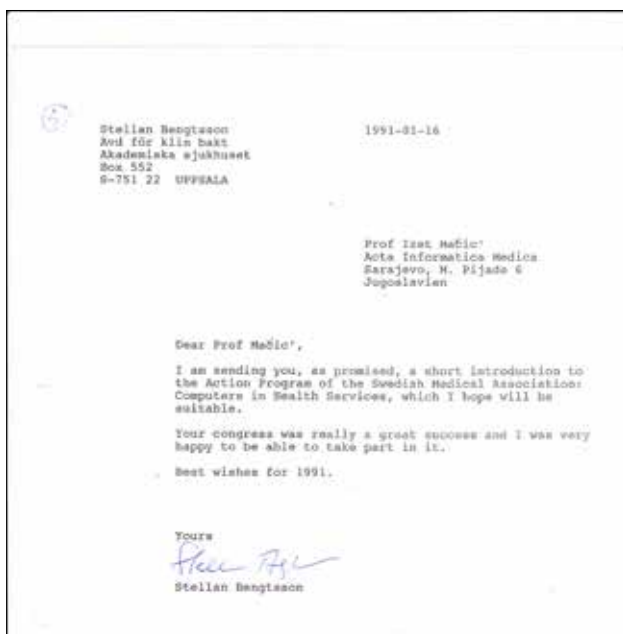 Stellan Bengtsson
Avd för klin bakt
Akademiska sjukhuset
Box 552
S-751 22 UPPSALA
1991-01-16
Prof Izet Mašic'
Acta Informatica Medica
Sarajevo, M. Pijade 6
Jugoslavien
Dear Prof Mašic',
I am sending you, as promised, a short introduction to
the Action Program of the Swedish Medical Association:
Computers in Health Services, which I hope will be
suitable.
Your congress was really a great success and I was very
happy to be able to take part in it.
Best wishes for 1991.
Yours
Stellan Bengtsson